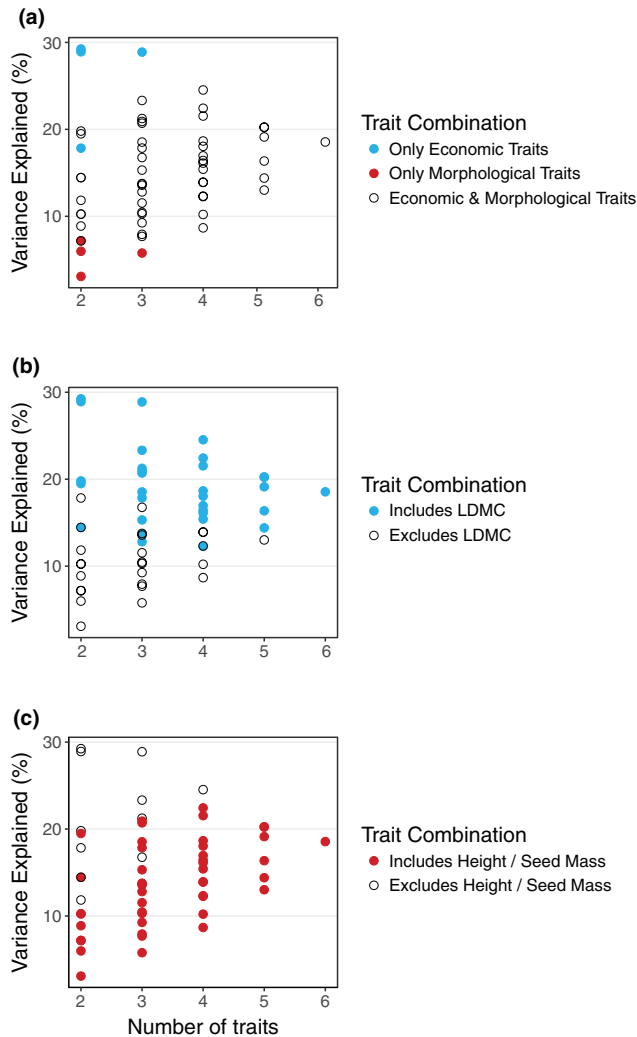 (a)
Variance Explained (%)
30
20
10
2 3 4 5 6
Trait Combination
Only Economic Traits
Only Morphological Traits
Economic & Morphological Traits
(b)
Variance Explained (%)
30
20
10
2 3 4 5 6
Trait Combination
Includes LDMC
Excludes LDMC
(c)
Variance Explained (%)
30
20
10
2 3 4 5 6
Number of traits
Trait Combination
Includes Height / Seed Mass
Excludes Height / Seed Mass